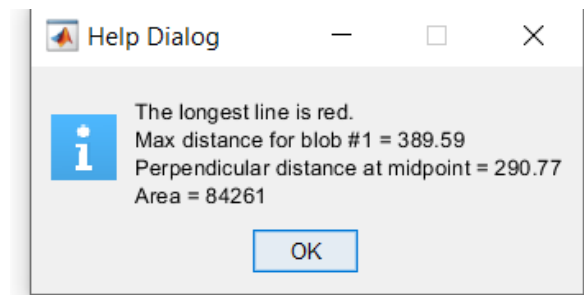 Help Dialog
The longest line is red.
Max distance for blob #1 = 389.59
Perpendicular distance at midpoint = 290.77
Area = 84261
OK